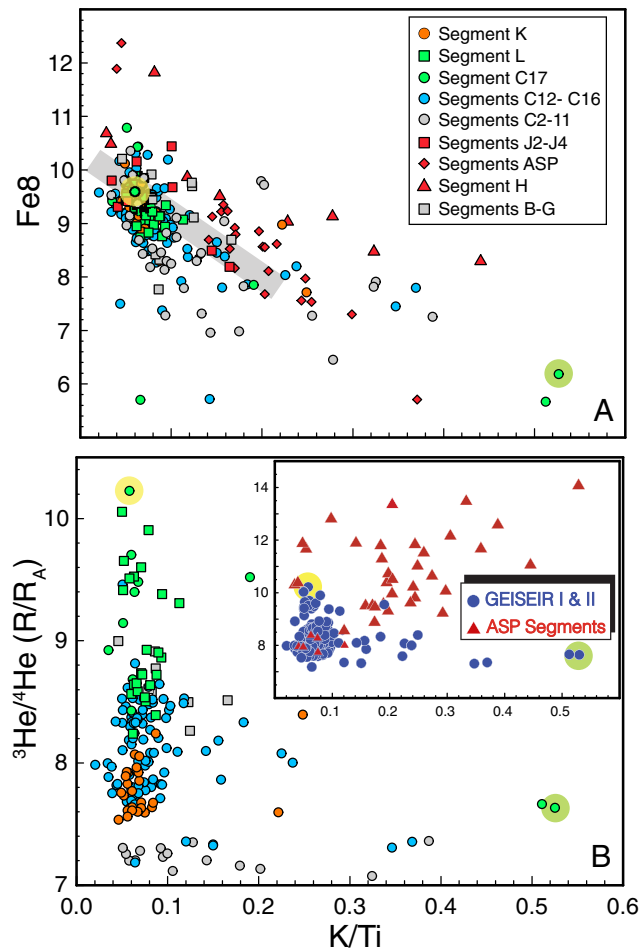 Segment K
Segment L
Segment C17
Segments C12- C16
Segments C2-11
Segments J2-J4
Segments ASP
Segment H
Segments B-G
12
11
10
9
8
7
6
Fe8
A
10
9
8
7
³He/⁴He (R/R_A)
14
12
10
8
GEISEIR I & II
ASP Segments
0.1 0.2 0.3 0.4 0.5
B
0.0 0.1 0.2 0.3 0.4 0.5 0.6
K/Ti